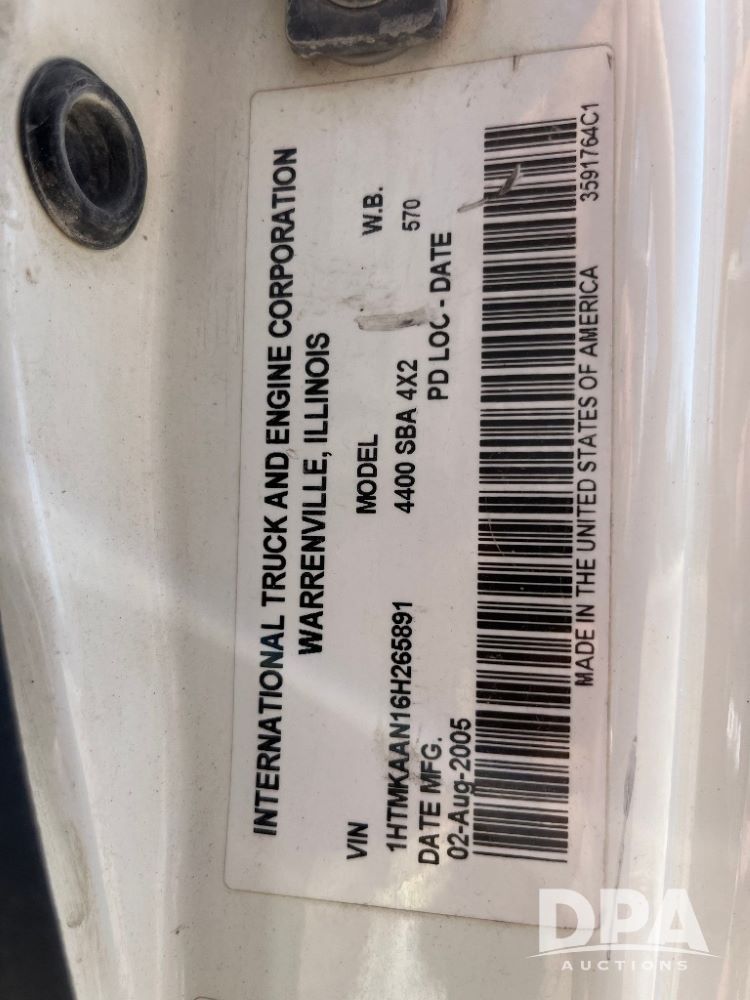 INTERNATIONAL TRUCK AND ENGINE CORPORATION
WARRENVILLE, ILLINOIS
VIN MODEL W.B.
1HTMKAAN16H265891 4400 SBA 4X2 570
DATE MFG. PD LOC - DATE
02-Aug-2005
MADE IN THE UNITED STATES OF AMERICA 3591764C1
DPA
AUCTIONS